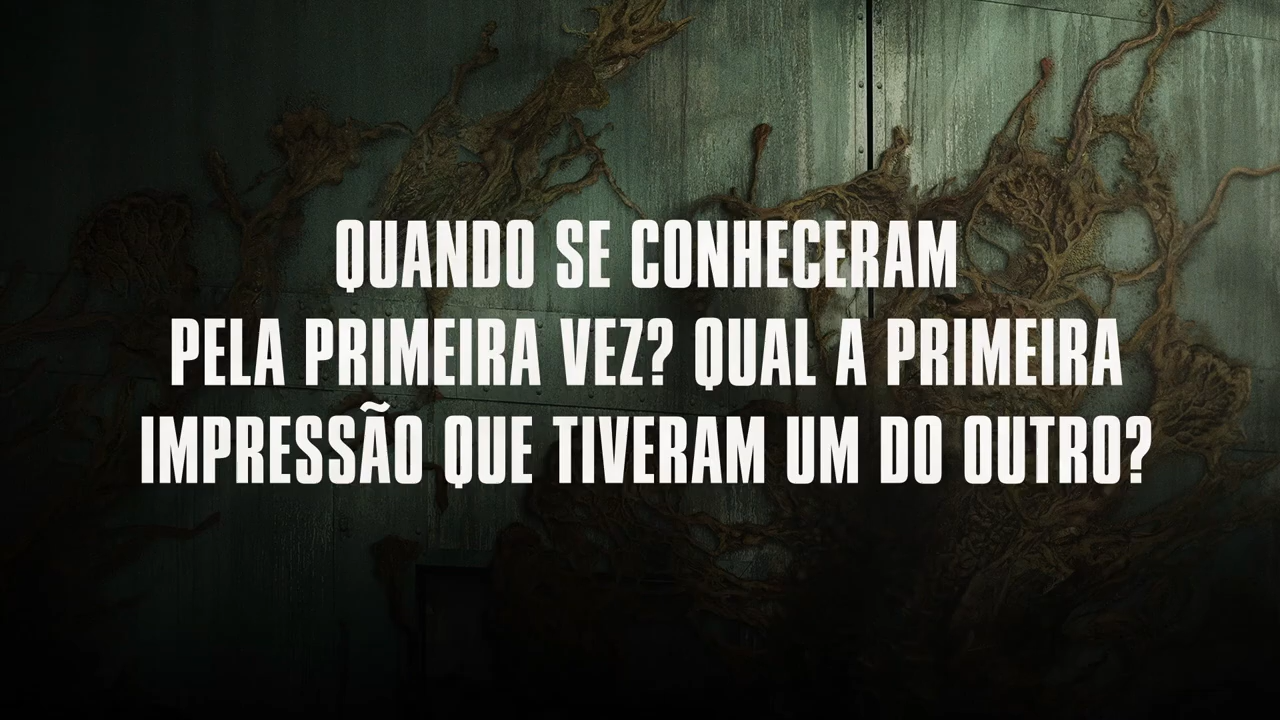 QUANDO SE CONHECERAM
PELA PRIMEIRA VEZ? QUAL A PRIMEIRA
IMPRESSÃO QUE TIVERAM UM DO OUTRO?